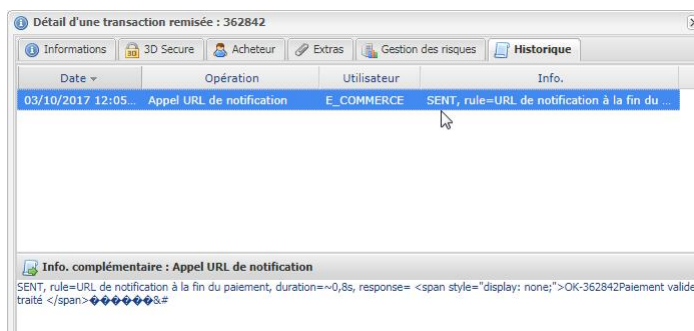 Détail d'une transaction remisée : 362842
Informations 3D Secure Acheteur Extras Gestion des risques Historique
Date Opération Utilisateur Info.
03/10/2017 12:05... Appel URL de notification E_COMMERCE SENT, rule=URL de notification à la fin du ...
Info. complémentaire : Appel URL de notification
SENT, rule=URL de notification à la fin du paiement, duration=~0,8s, response= <span style="display: none;">OK-362842Paiement valide
traité </span>������&#